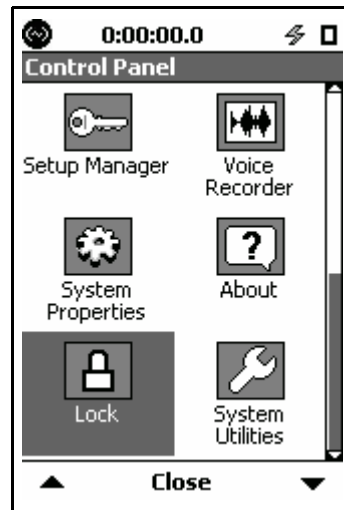 0:00:00.0
Control Panel
Setup Manager
Voice
Recorder
System
Properties
?
About
Lock
System
Utilities
Close